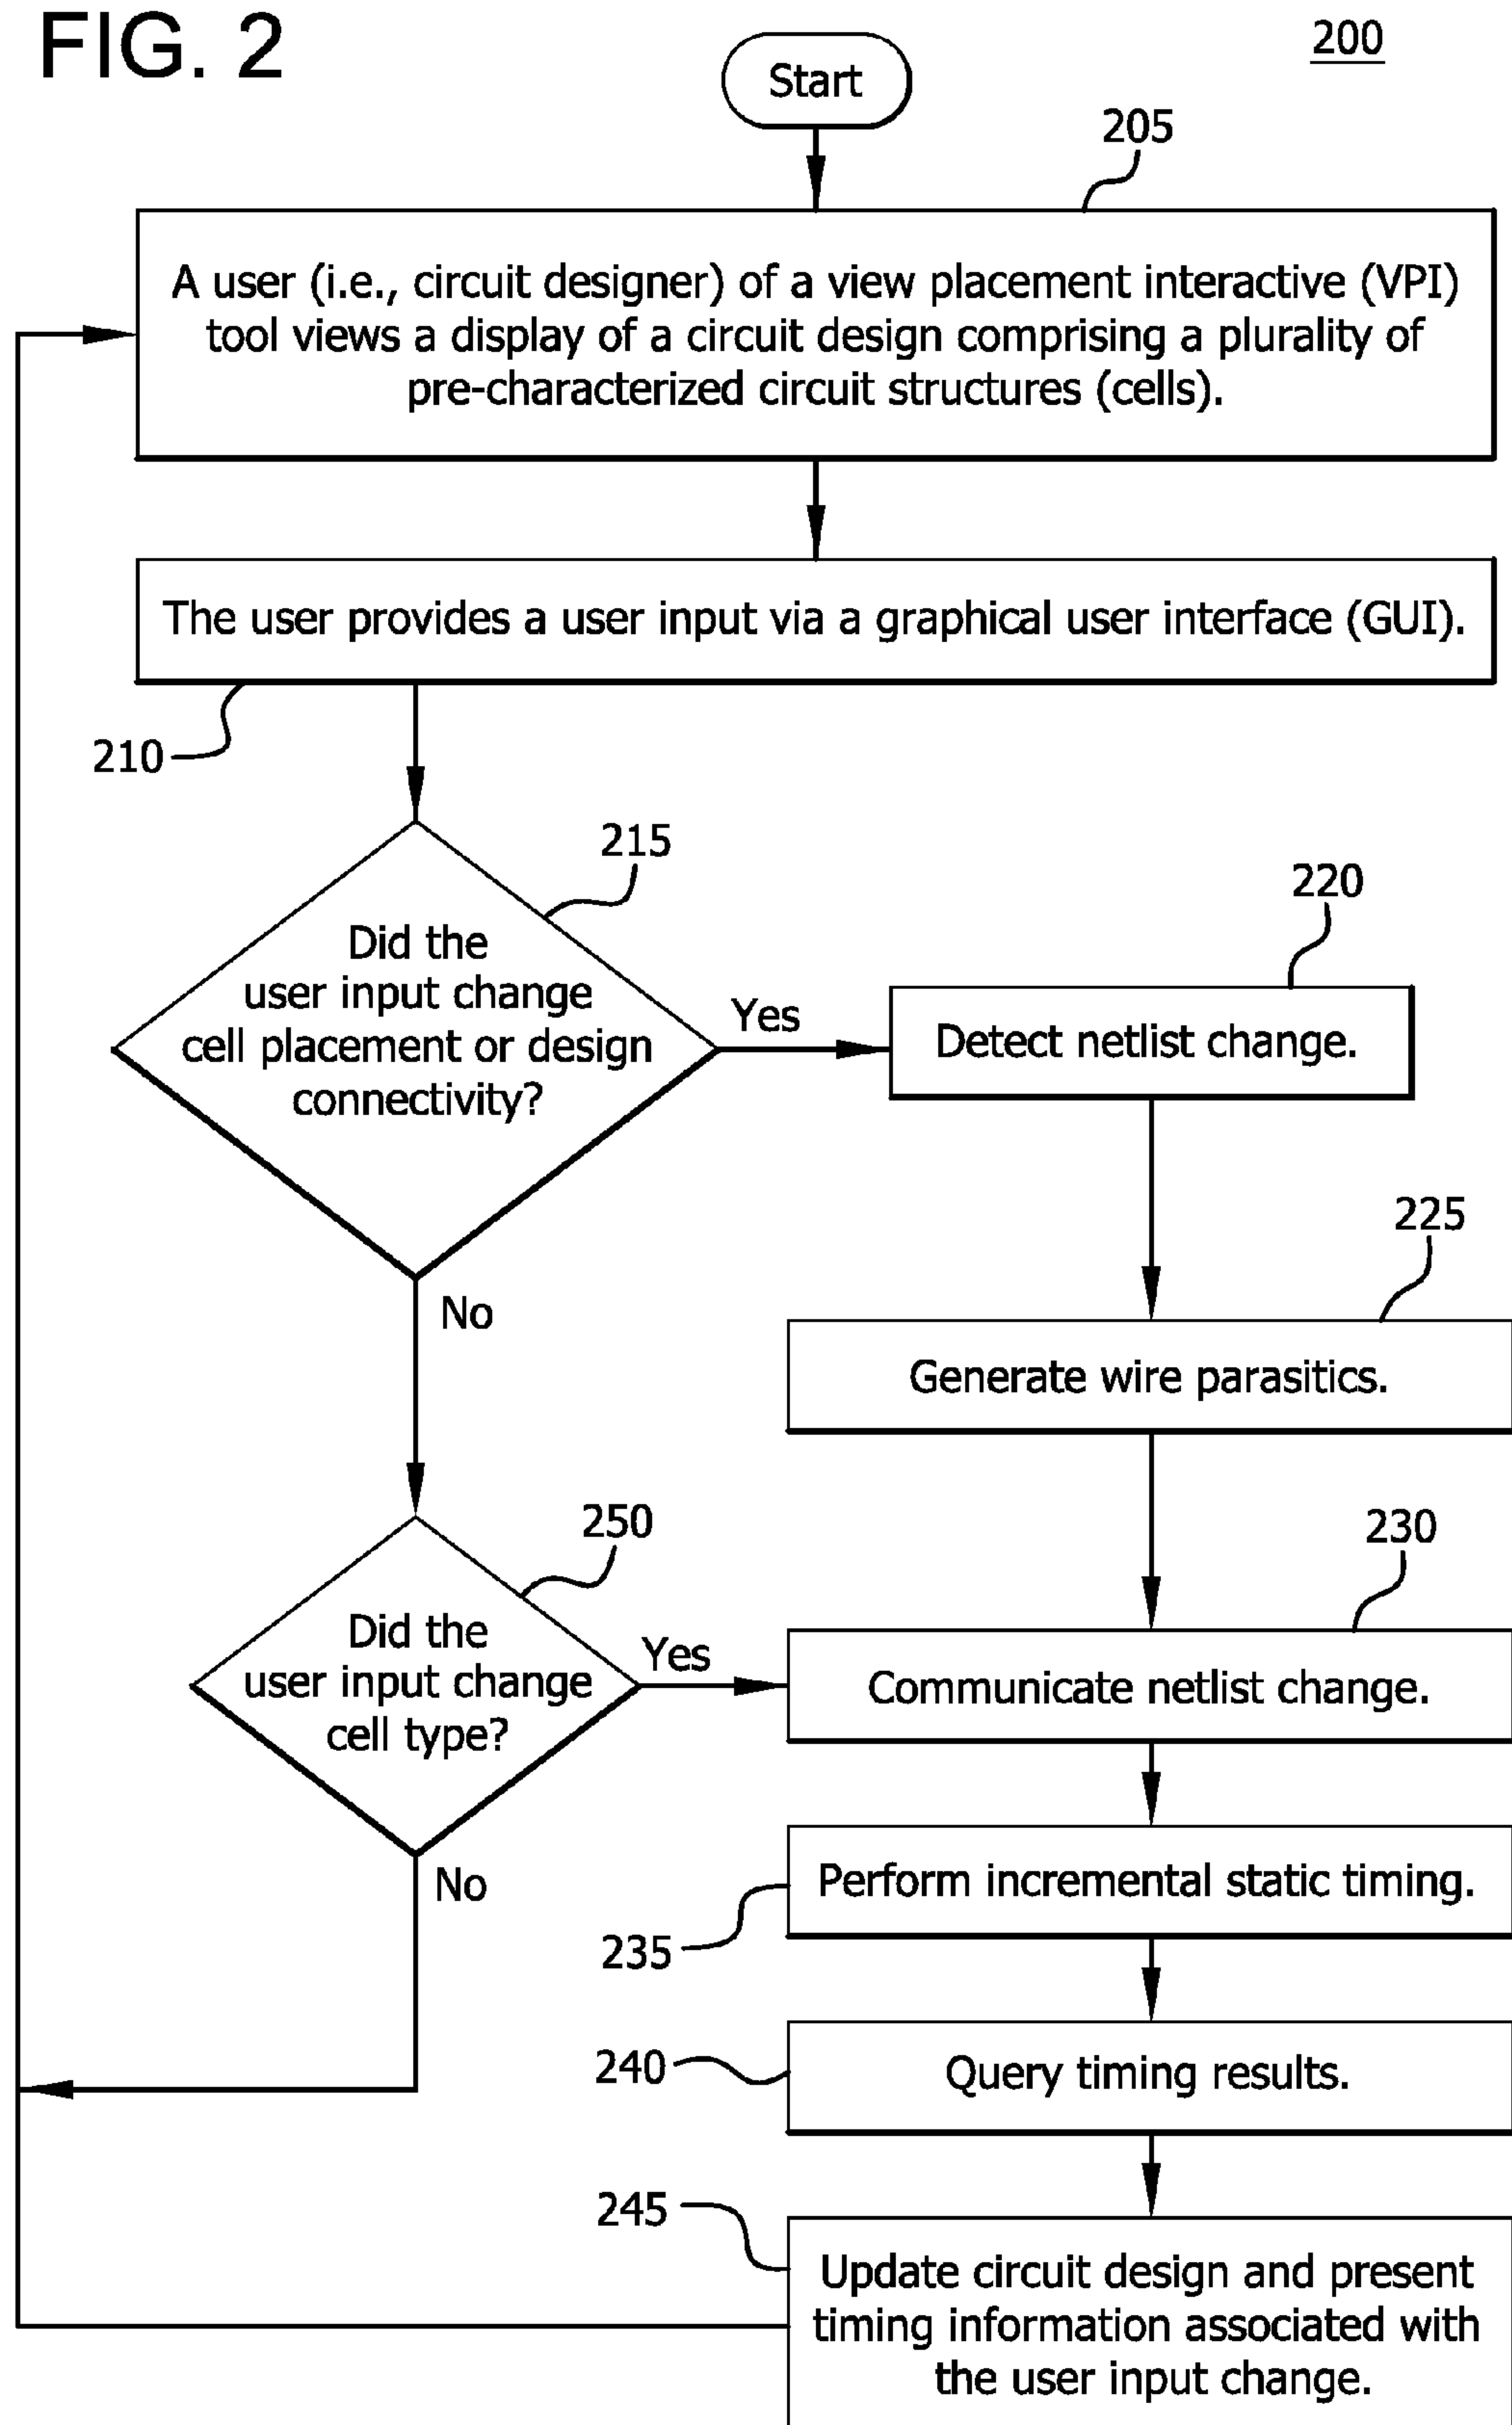 FIG. 2
200
Start
205
A user (i.e., circuit designer) of a view placement interactive (VPI)
tool views a display of a circuit design comprising a plurality of
pre-characterized circuit structures (cells).
The user provides a user input via a graphical user interface (GUI).
210
215
Did the
user input change
cell placement or design
connectivity?
Yes
220
Detect netlist change.
No
225
Generate wire parasitics.
250
Did the
user input change
cell type?
Yes
230
Communicate netlist change.
No
Perform incremental static timing.
235
240
Query timing results.
245
Update circuit design and present
timing information associated with
the user input change.